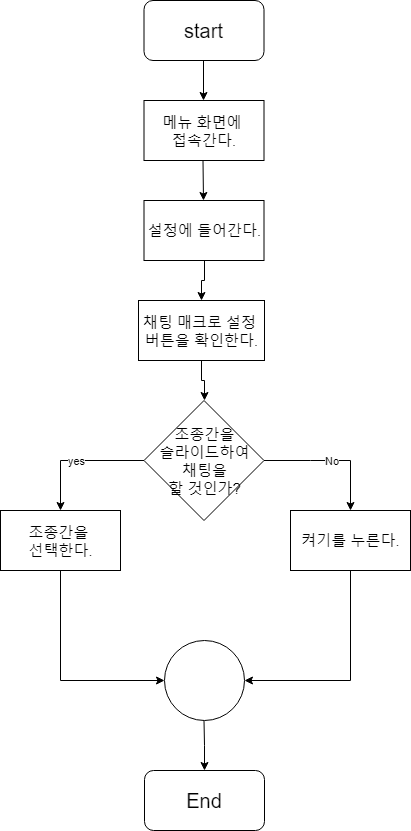 start
메뉴 화면에
접속간다.
설정에 들어간다.
채팅 매크로 설정
버튼을 확인한다.
조종간을
슬라이드하여
채팅을
할 것인가?
yes
No
조종간을
선택한다.
켜기를 누른다.
End